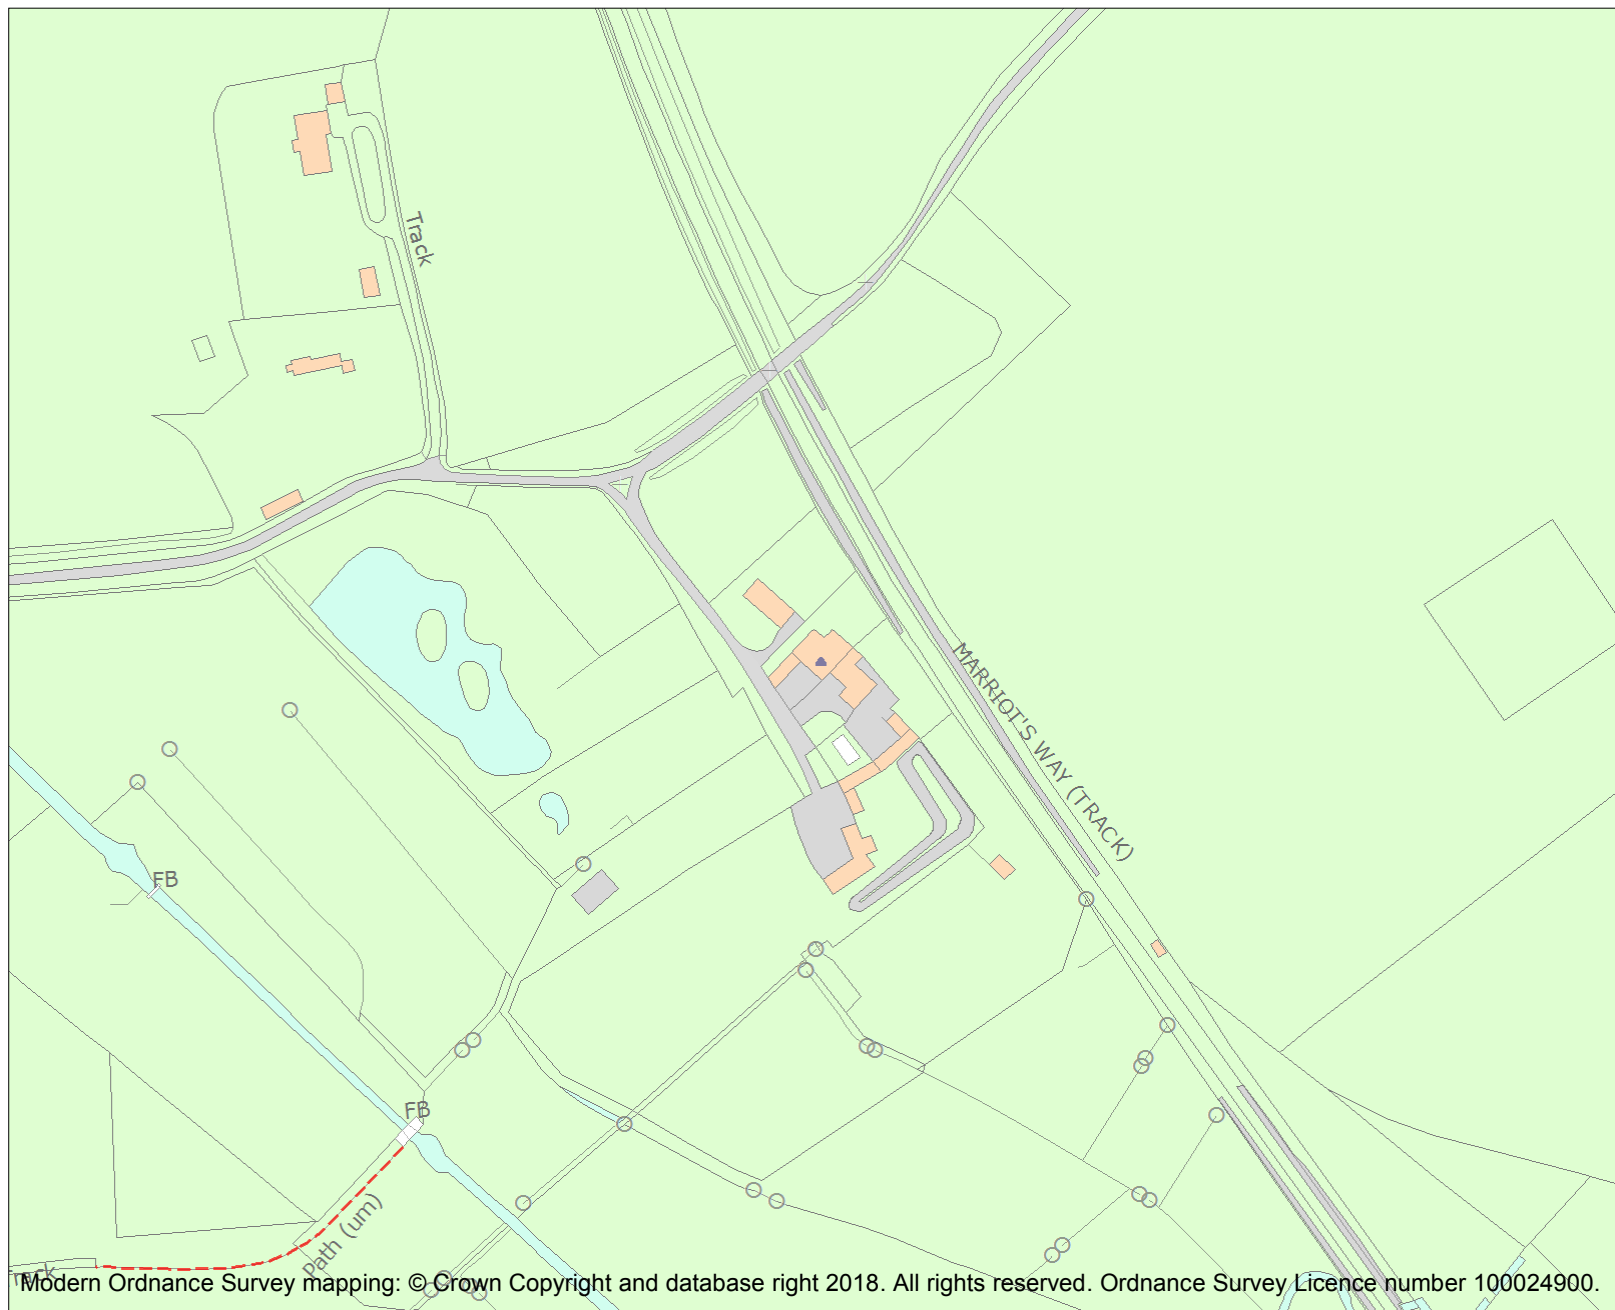 Track
MARRIOT'S WAY (TRACK)
FB
FB
Path (um)
Track
Modern Ordnance Survey mapping: © Crown Copyright and database right 2018. All rights reserved. Ordnance Survey Licence number 100024900.